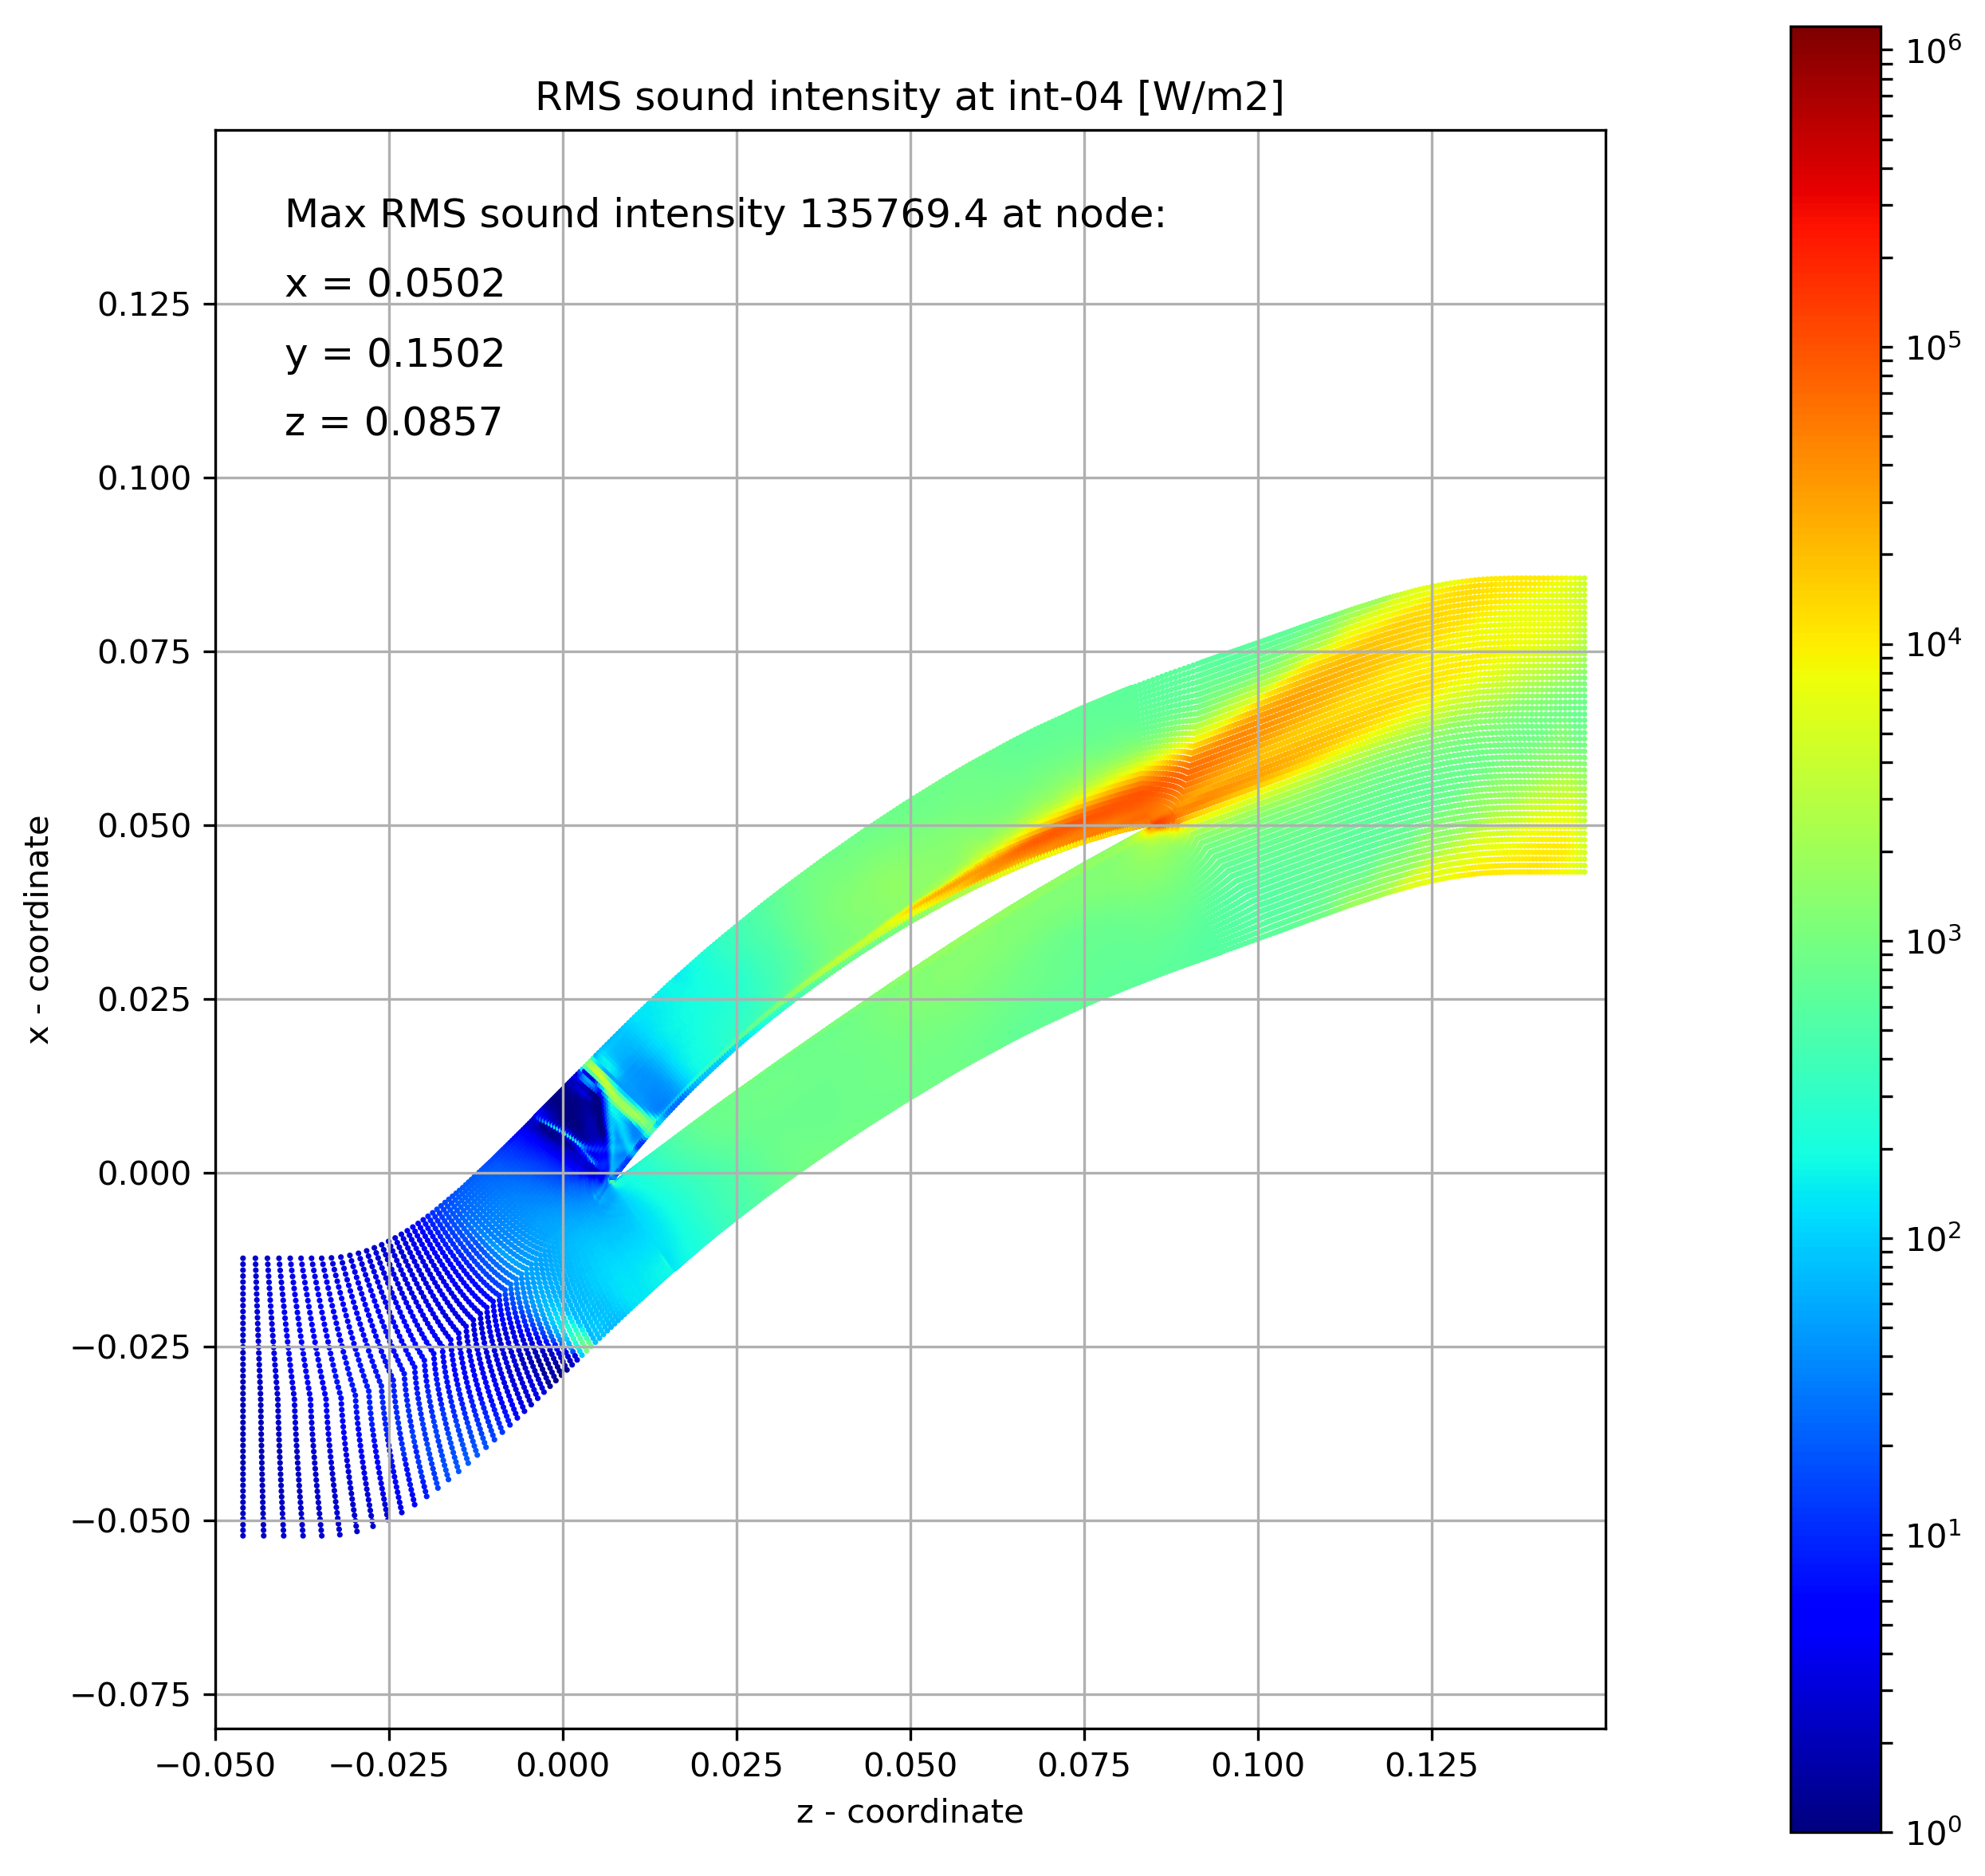 RMS sound intensity at int-04 [W/m2]
Max RMS sound intensity 135769.4 at node:
x = 0.0502
y = 0.1502
z = 0.0857
x - coordinate
0.125
0.100
0.075
0.050
0.025
0.000
−0.025
−0.050
−0.075
−0.050 −0.025 0.000 0.025 0.050 0.075 0.100 0.125
z - coordinate
10⁶
10⁵
10⁴
10³
10²
10¹
10⁰